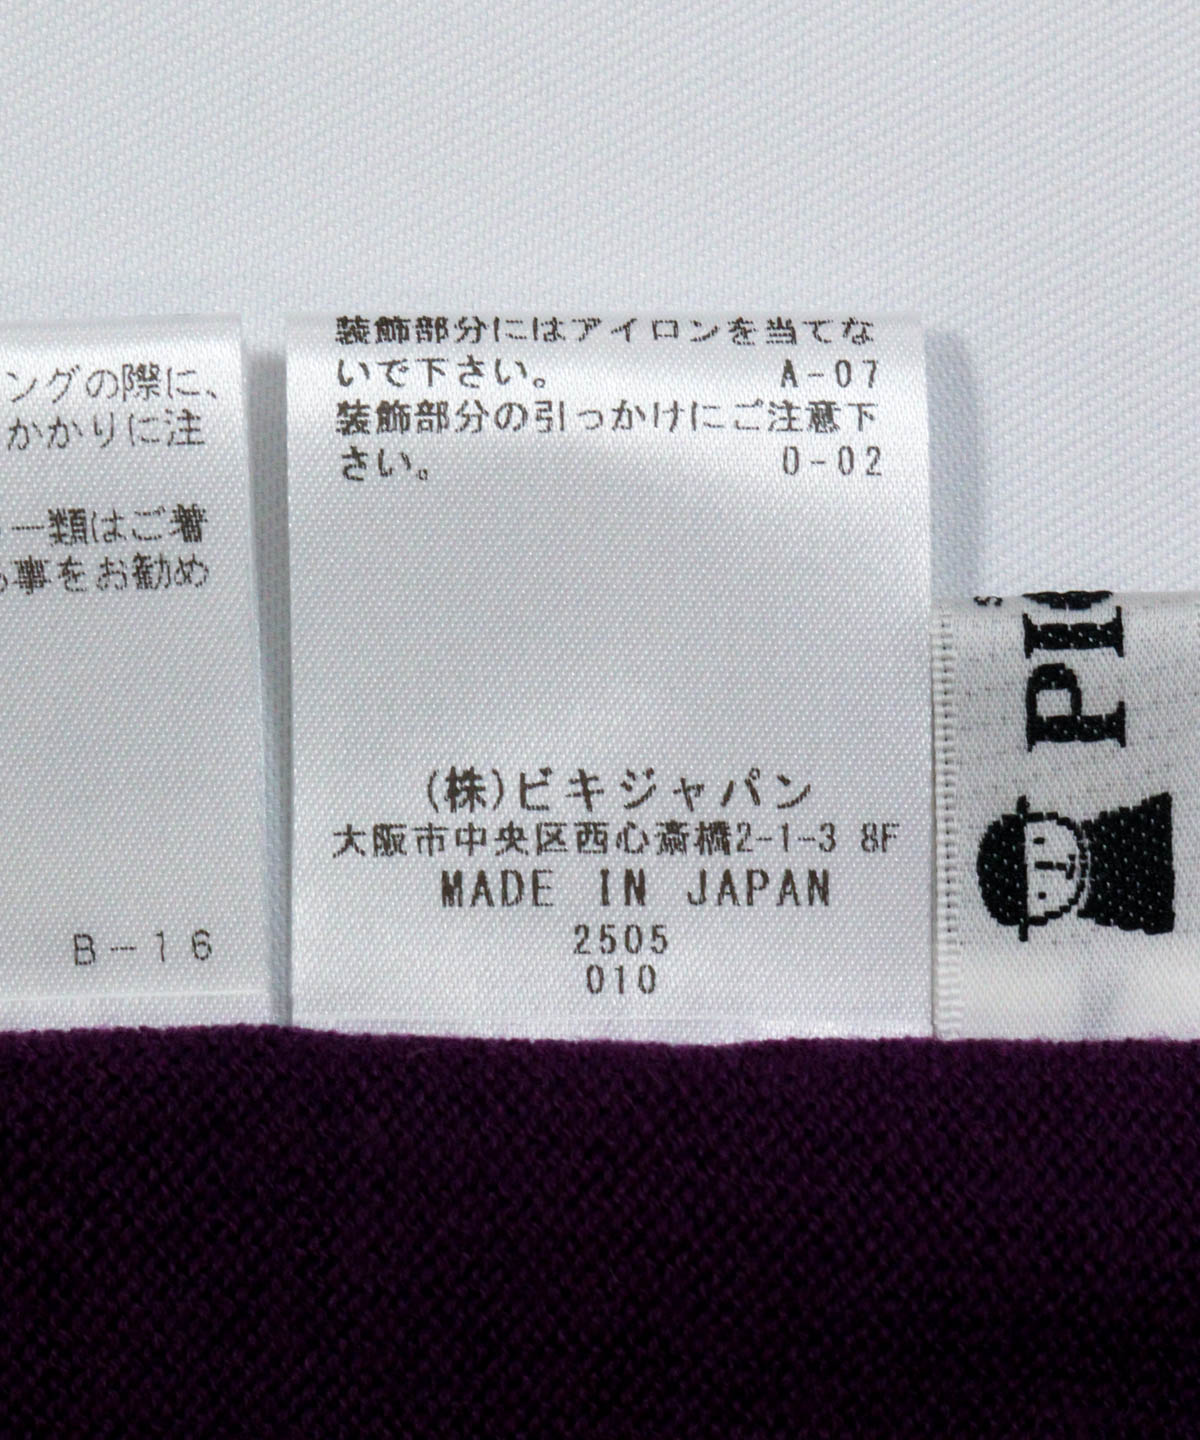 ングの際に、
かかりに注
一類はご着
事をお勧め
B-16
装飾部分にはアイロンを当てな
いで下さい。 A-07
装飾部分の引っかけにご注意下
さい。 0-02
(株)ビキジャパン
大阪市中央区西心斎橋2-1-3 8F
MADE IN JAPAN
2505
010
S
PI